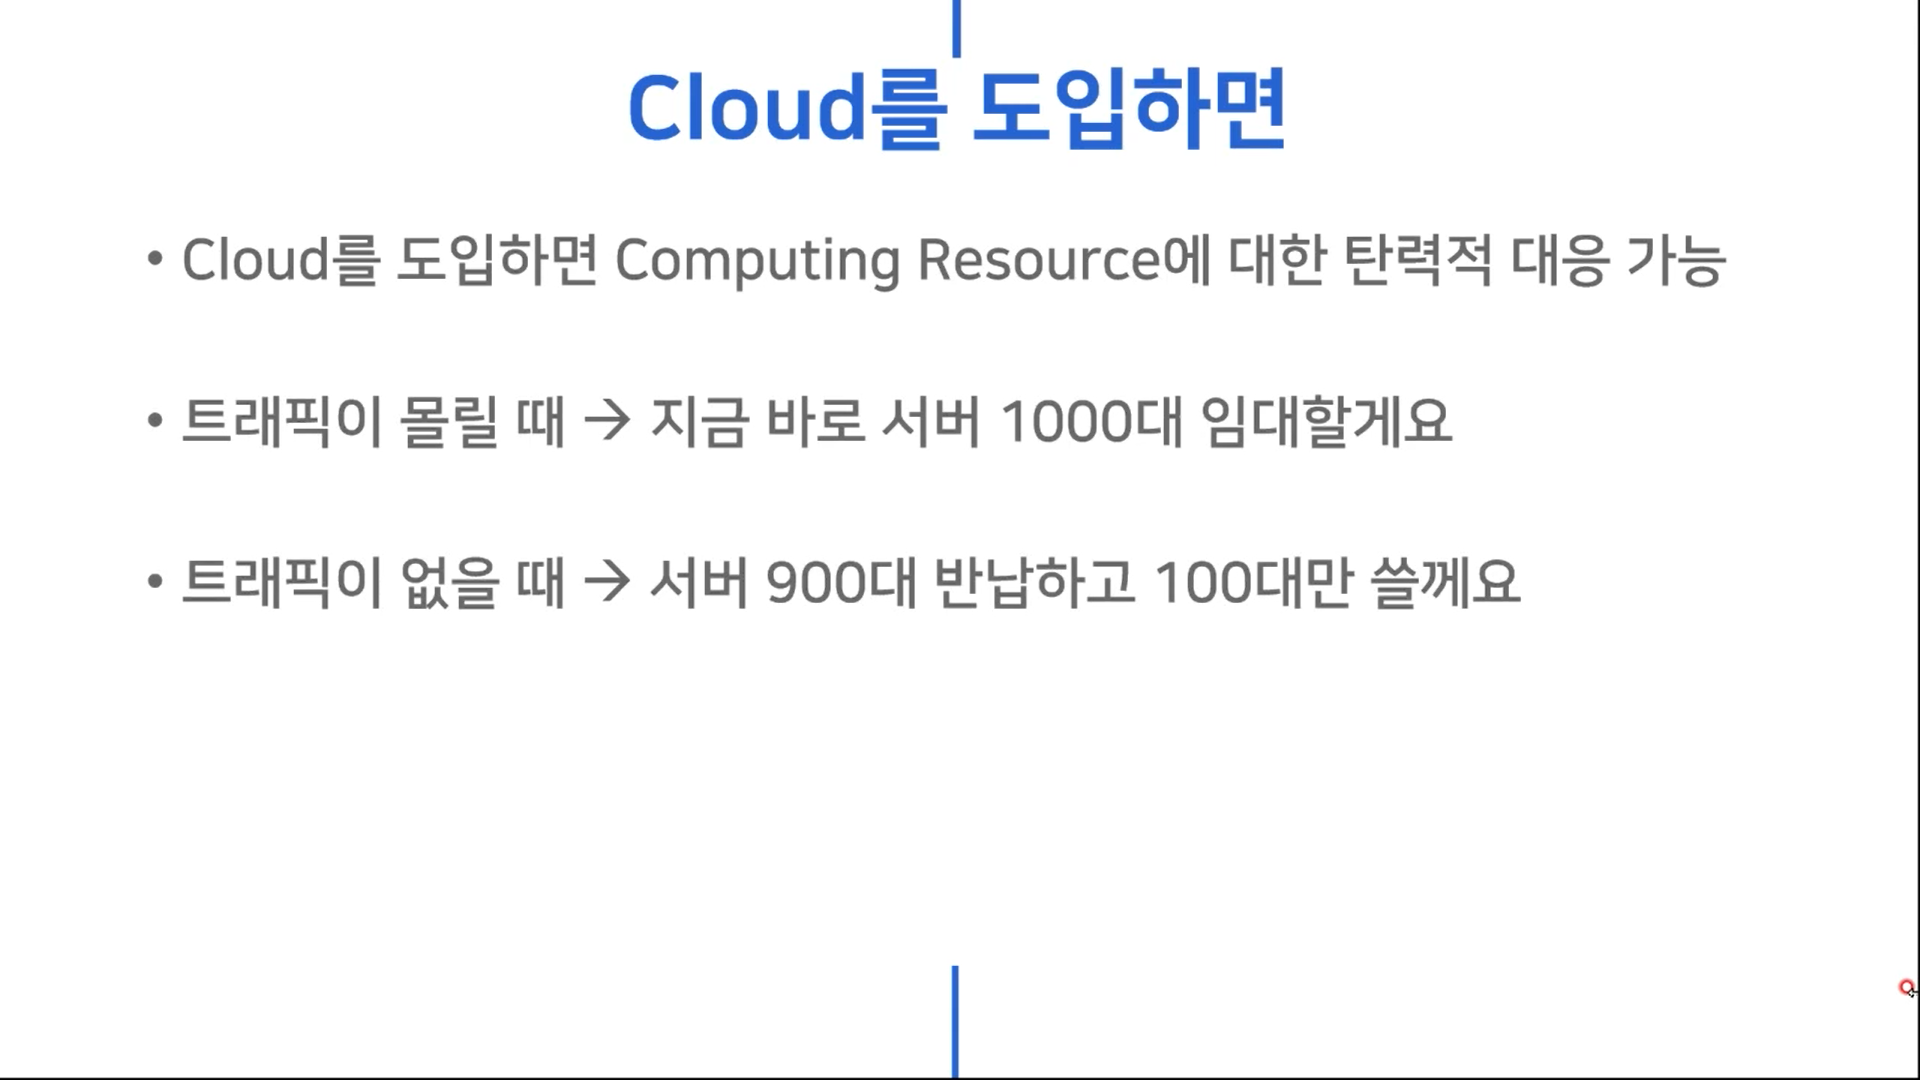 Cloud를 도입하면
• Cloud를 도입하면 Computing Resource에 대한 탄력적 대응 가능
• 트래픽이 몰릴 때 → 지금 바로 서버 1000대 임대할게요
• 트래픽이 없을 때 → 서버 900대 반납하고 100대만 쓸께요